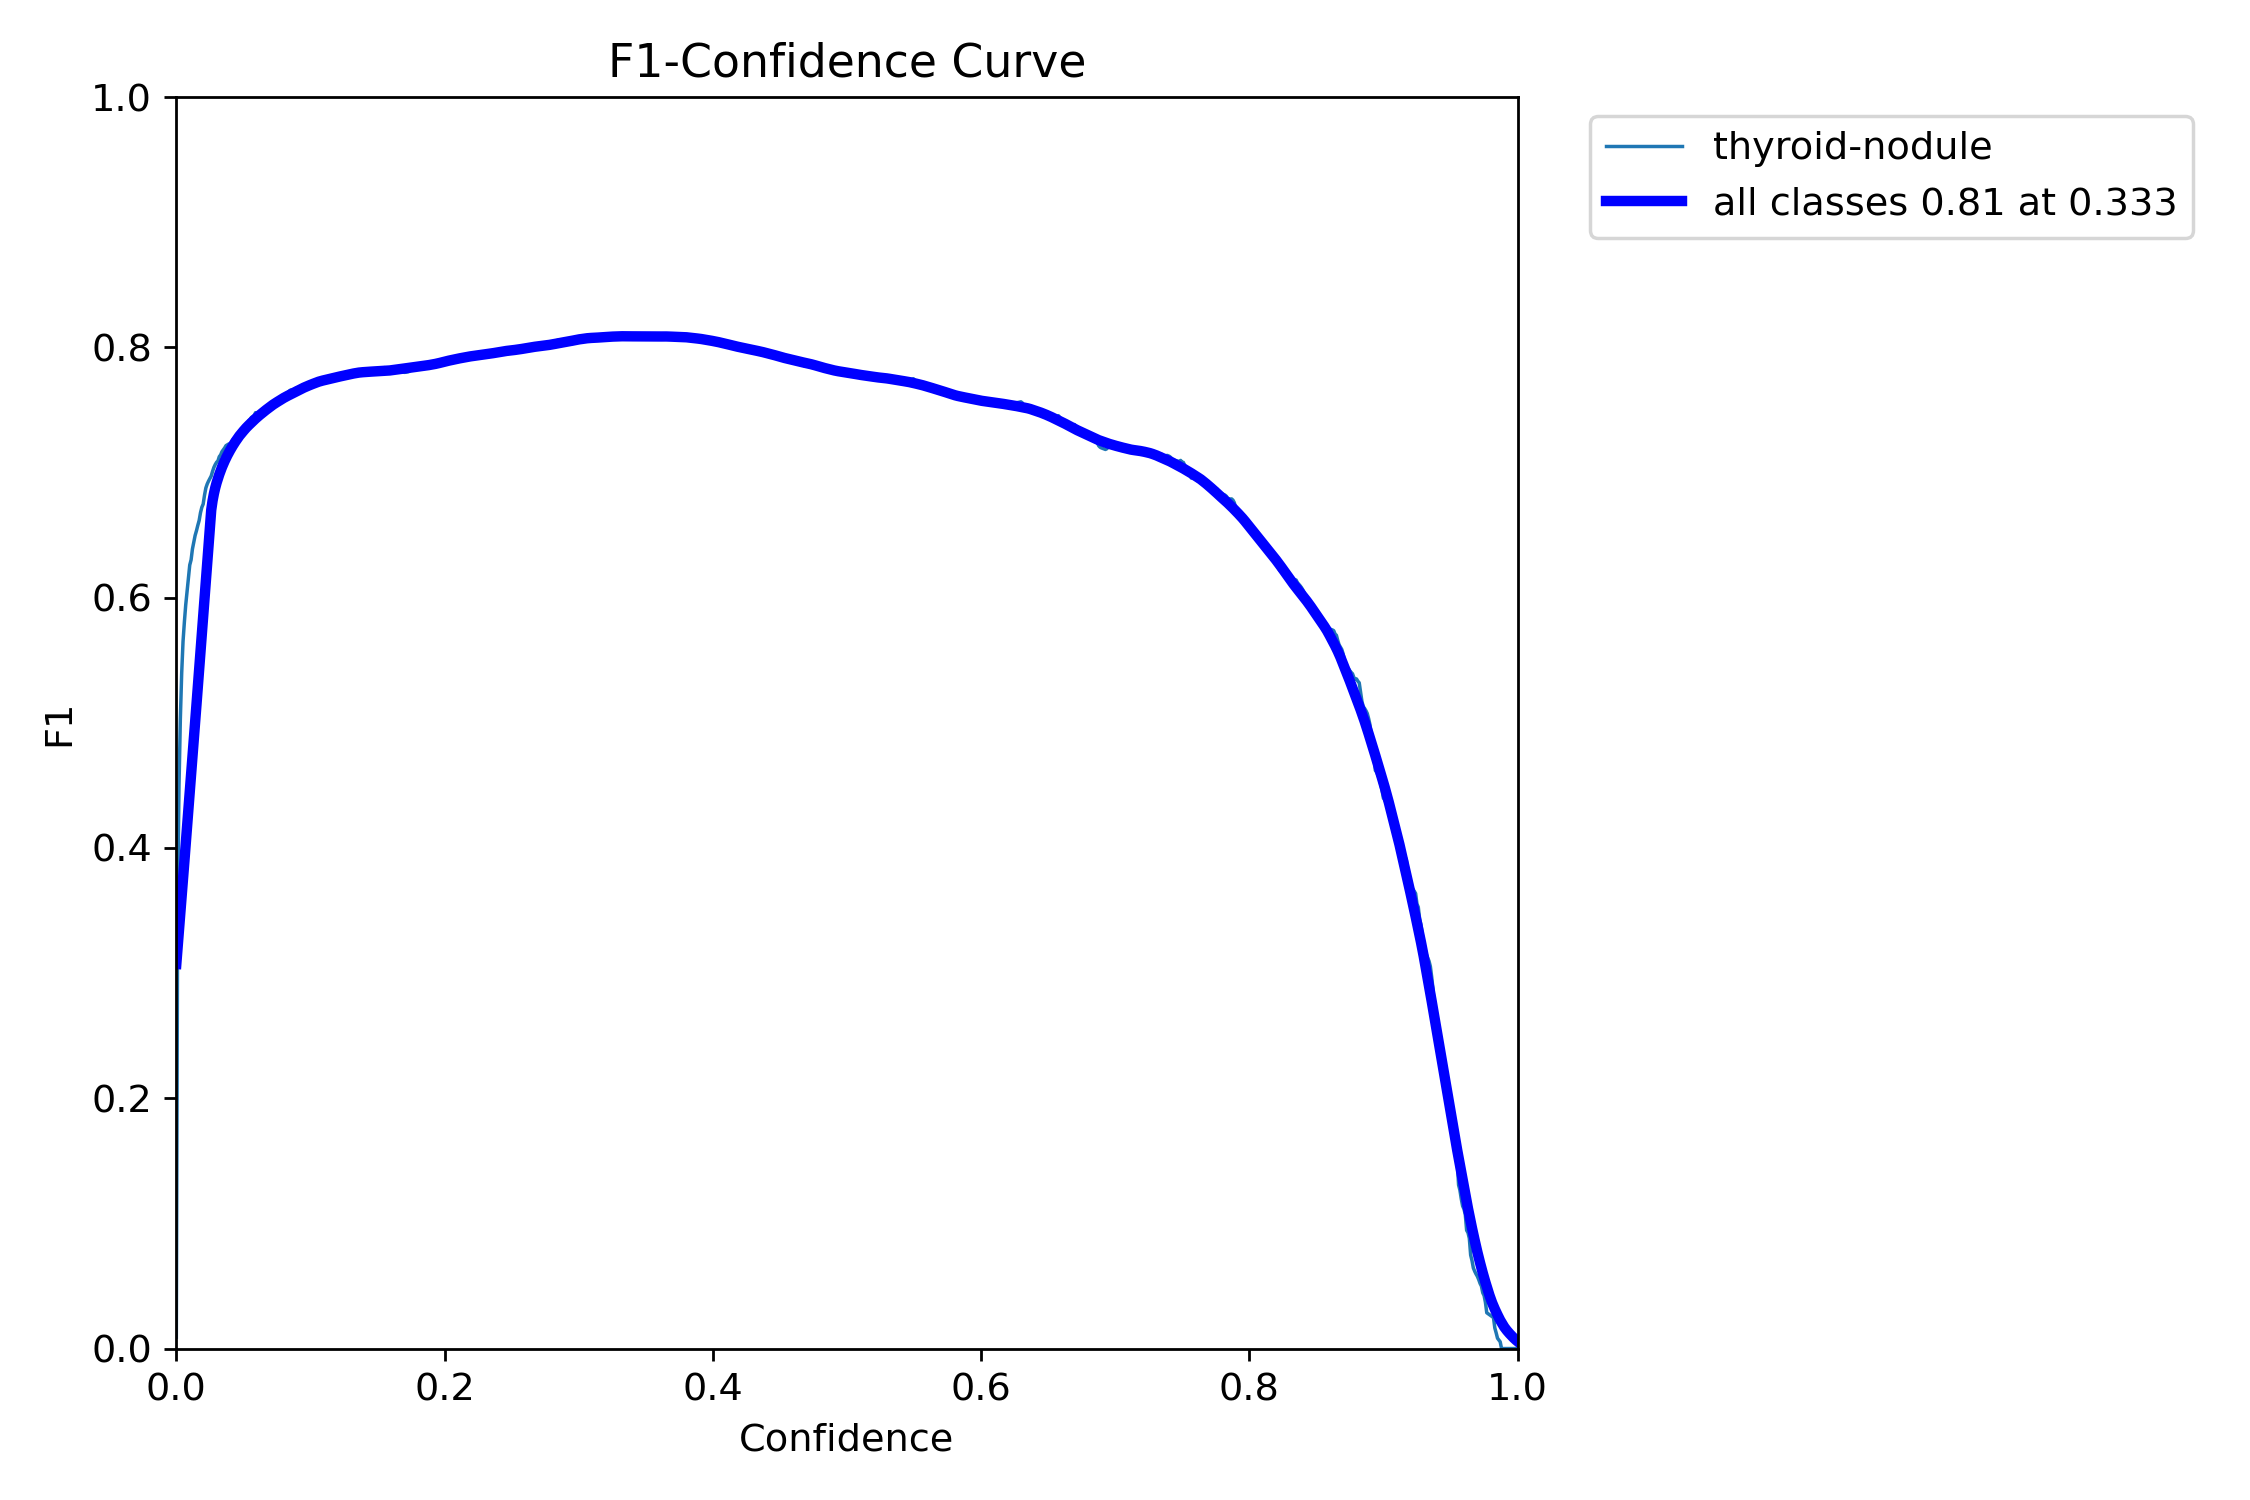 F1-Confidence Curve
1.0
0.8
0.6
0.4
0.2
0.0
F1
0.0 0.2 0.4 0.6 0.8 1.0
Confidence
thyroid-nodule
all classes 0.81 at 0.333